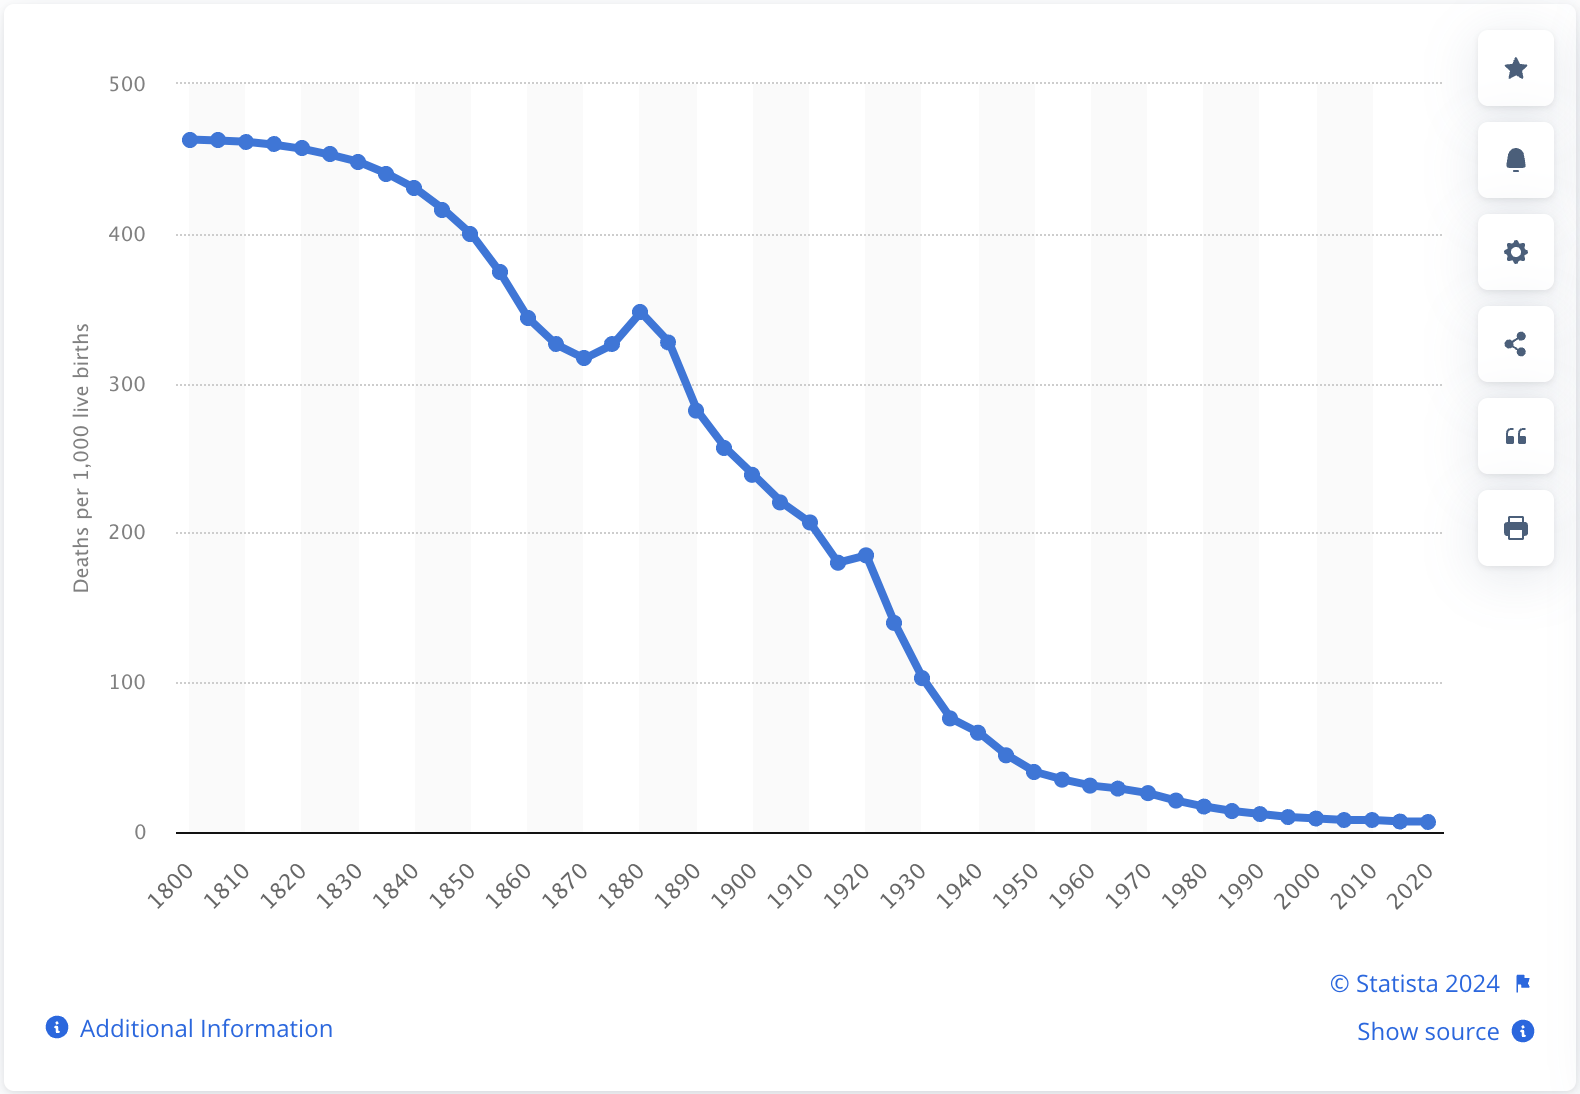 500
400
300
200
100
0
Deaths per 1,000 live births
1800 1810 1820 1830 1840 1850 1860 1870 1880 1890 1900 1910 1920 1930 1940 1950 1960 1970 1980 1990 2000 2010 2020
© Statista 2024
Additional Information
Show source